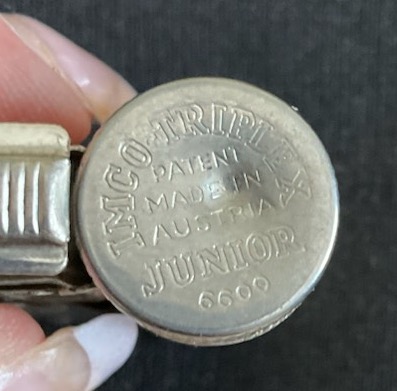 IMCO-TRIPLEX
PATENT
MADE IN
AUSTRIA
JUNIOR
6600